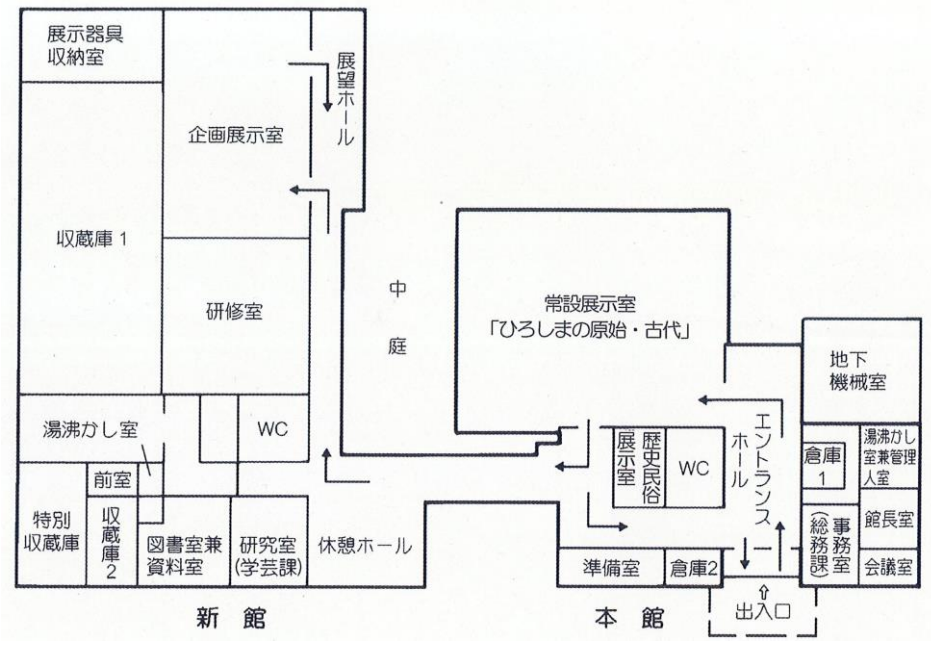 展示器具
収納室
展望ホール
企画展示室
収蔵庫1
研修室
中庭
常設展示室
「ひろしまの原始・古代」
地下
機械室
湯沸かし室
WC
前室
特別
収蔵庫
収蔵庫2
図書室兼
資料室
研究室
(学芸課)
休憩ホール
歴史民俗
展示室
WC
エントランス
ホール
倉庫
1
湯沸かし
室兼管理
人室
事務室
(総務課)
館長室
会議室
準備室
倉庫2
出入口
新館
本館